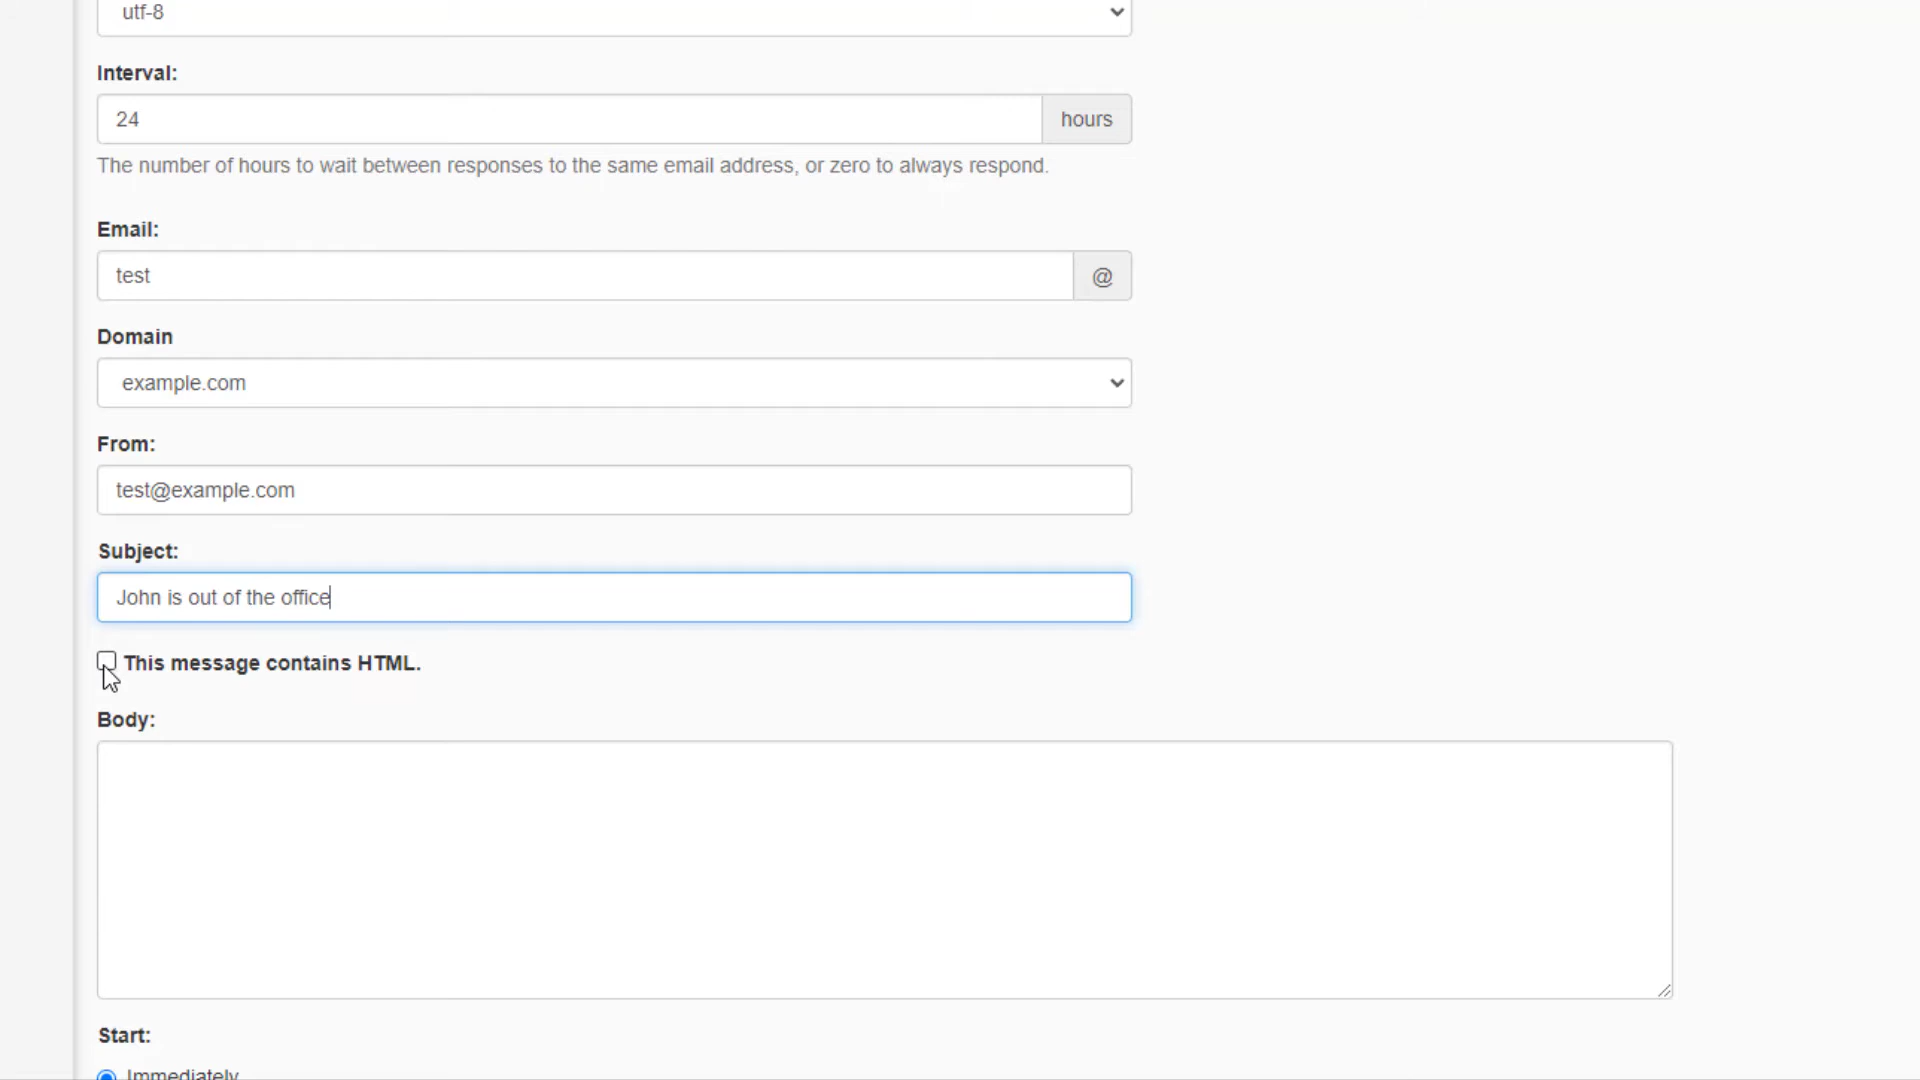 utf-8
Interval:
24
hours
The number of hours to wait between responses to the same email address, or zero to always respond.
Email:
test
@
Domain
example.com
From:
test@example.com
Subject:
John is out of the office
This message contains HTML.
Body:
Start:
Immediately